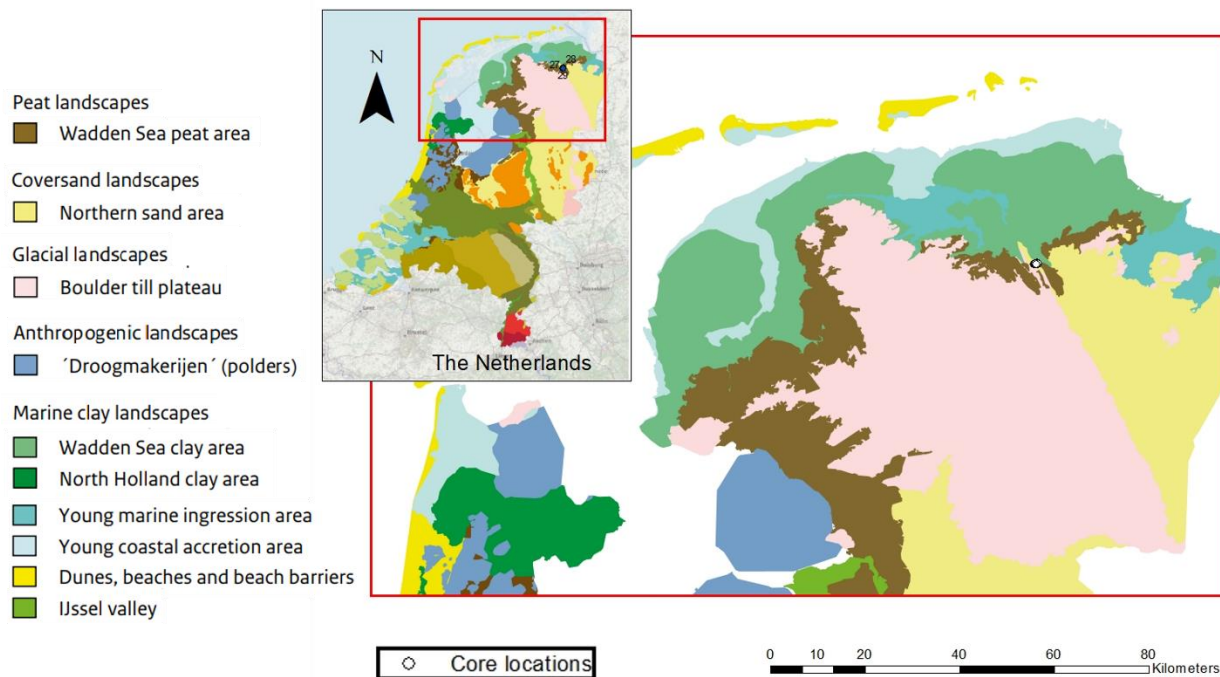 Peat landscapes
Wadden Sea peat area
Coversand landscapes
Northern sand area
Glacial landscapes
Boulder till plateau
Anthropogenic landscapes
´Droogmakerijen´ (polders)
Marine clay landscapes
Wadden Sea clay area
North Holland clay area
Young marine ingression area
Young coastal accretion area
Dunes, beaches and beach barriers
IJssel valley
N
27
28
29
The Netherlands
Core locations
0 10 20 40 60 80
Kilometers